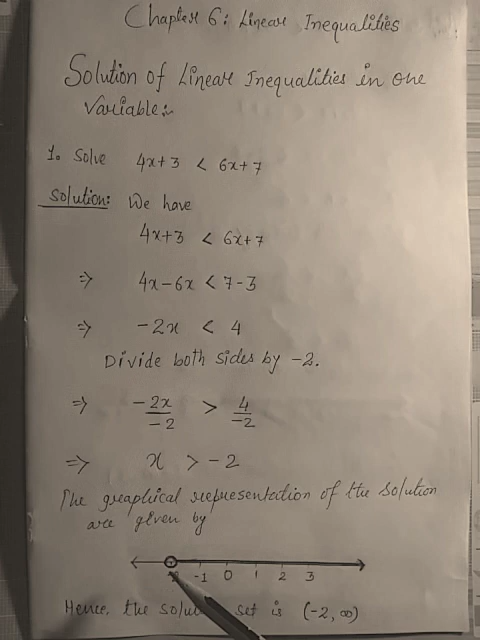 Chapter 6: Linear Inequalities
Solution of Linear Inequalities in one
Variable:-
1. Solve 4x+3 < 6x+7
Solution: We have
4x+3 < 6x+7
⇒ 4x-6x < 7-3
⇒ -2x < 4
Divide both sides by -2.
⇒ -2x/-2 > 4/-2
⇒ x > -2
The graphical representation of the solution
are given by
-1 0 1 2 3
Hence, the set is (-2, ∞)